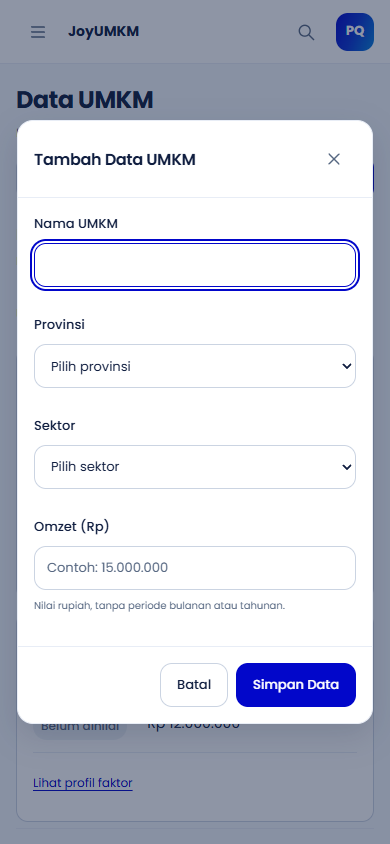 JoyUMKM
PQ
Data UMKM
Tambah Data UMKM
Nama UMKM
Provinsi
Pilih provinsi
Sektor
Pilih sektor
Omzet (Rp)
Contoh: 15.000.000
Nilai rupiah, tanpa periode bulanan atau tahunan.
Batal
Simpan Data
Belum dinilai
Rp 12.000.000
Lihat profil faktor